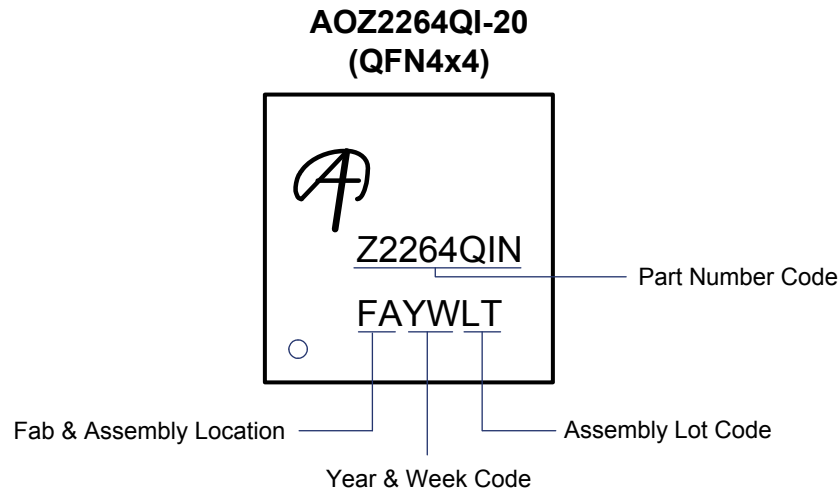 AOZ2264QI-20
(QFN4x4)
Z2264QIN
Part Number Code
FAYWLT
Fab & Assembly Location
Assembly Lot Code
Year & Week Code